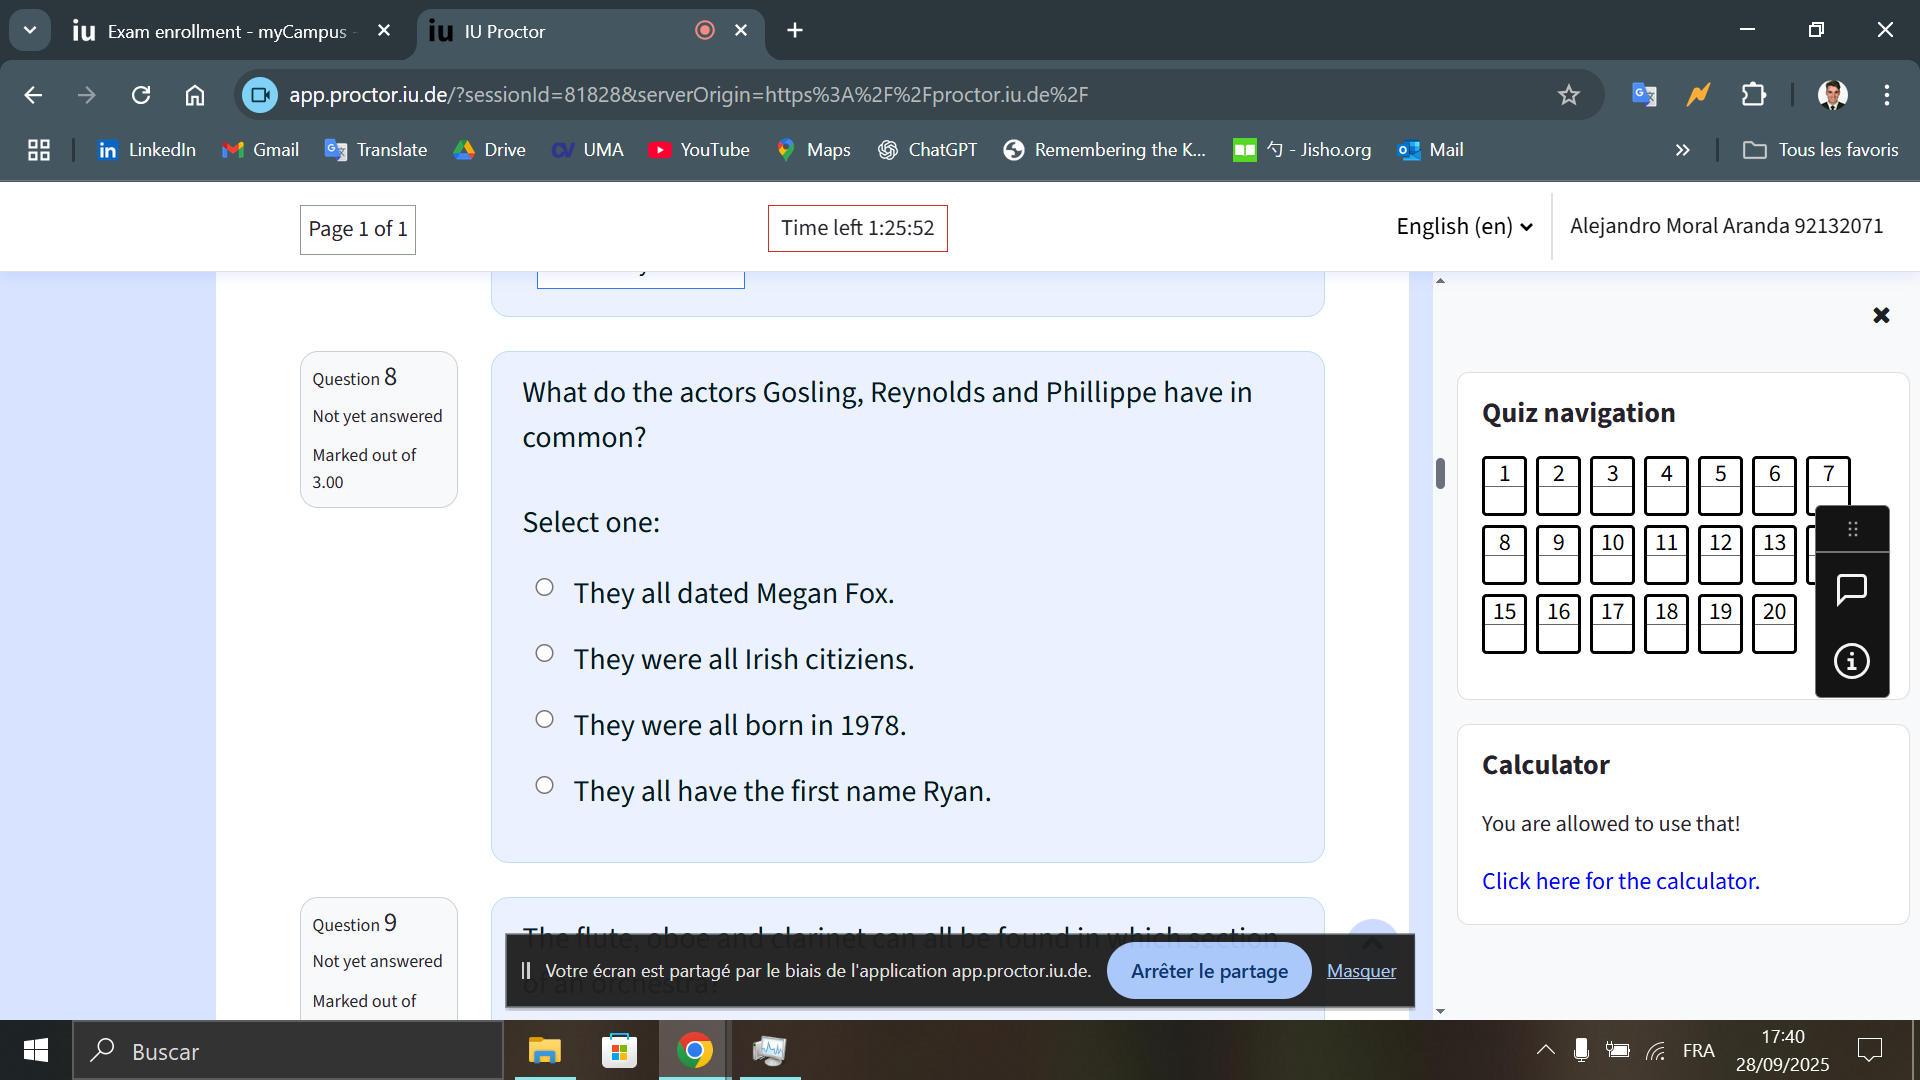 iu Exam enrollment - myCampus -
iu IU Proctor
app.proctor.iu.de/?sessionId=81828&serverOrigin=https%3A%2F%2Fproctor.iu.de%2F
LinkedIn Gmail Translate Drive UMA YouTube Maps ChatGPT Remembering the K... 勺 - Jisho.org Mail » Tous les favoris
Page 1 of 1
Time left 1:25:52
English (en)
Alejandro Moral Aranda 92132071
Question 8
Not yet answered
Marked out of
3.00
What do the actors Gosling, Reynolds and Phillippe have in
common?
Select one:
They all dated Megan Fox.
They were all Irish citiziens.
They were all born in 1978.
They all have the first name Ryan.
Quiz navigation
1 2 3 4 5 6 7
8 9 10 11 12 13
15 16 17 18 19 20
Calculator
You are allowed to use that!
Click here for the calculator.
Question 9
Not yet answered
Marked out of
The flute, oboe and clarinet can all be found in which section
of an orchestra?
Votre écran est partagé par le biais de l'application app.proctor.iu.de.
Arrêter le partage
Masquer
Buscar
FRA
17:40
28/09/2025